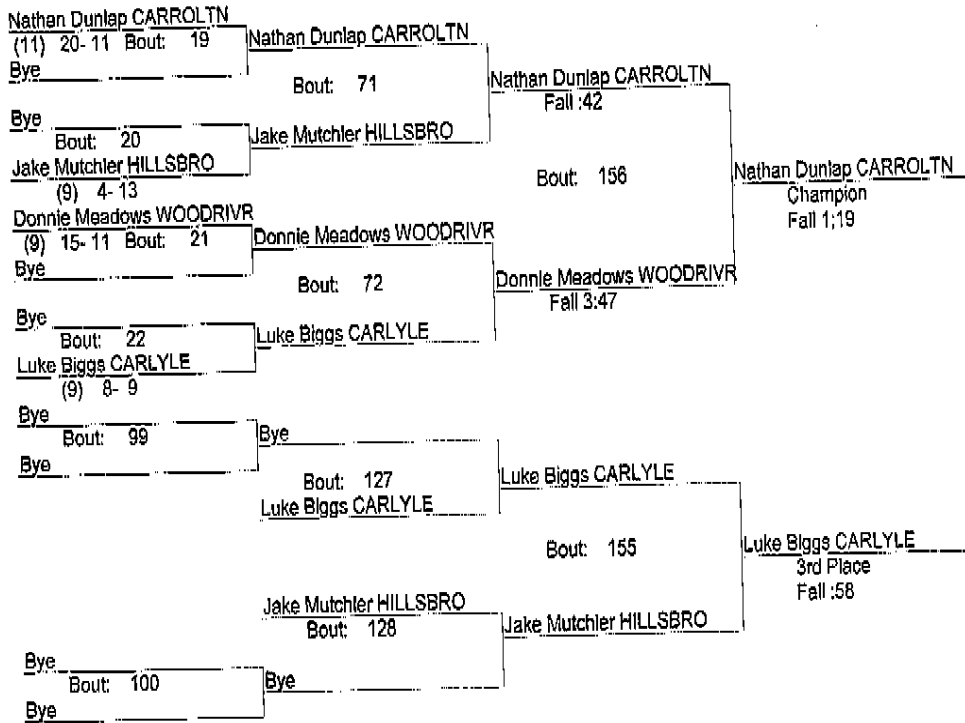 Nathan Dunlap CARROLTN
(11) 20- 11 Bout: 19
Bye
Nathan Dunlap CARROLTN
Bout: 71
Bye
Bout: 20
Jake Mutchler HILLSBRO
(9) 4- 13
Jake Mutchler HILLSBRO
Nathan Dunlap CARROLTN
Fall :42
Bout: 156
Donnie Meadows WOODRIVR
(9) 15- 11 Bout: 21
Bye
Donnie Meadows WOODRIVR
Bout: 72
Bye
Bout: 22
Luke Biggs CARLYLE
(9) 8- 9
Luke Biggs CARLYLE
Donnie Meadows WOODRIVR
Fall 3:47
Nathan Dunlap CARROLTN
Champion
Fall 1;19
Bye
Bout: 99
Bye
Bye
Bout: 127
Luke Biggs CARLYLE
Luke Biggs CARLYLE
Bout: 155
Jake Mutchler HILLSBRO
Bout: 128
Bye
Bout: 100
Bye
Bye
Jake Mutchler HILLSBRO
Luke Biggs CARLYLE
3rd Place
Fall :58